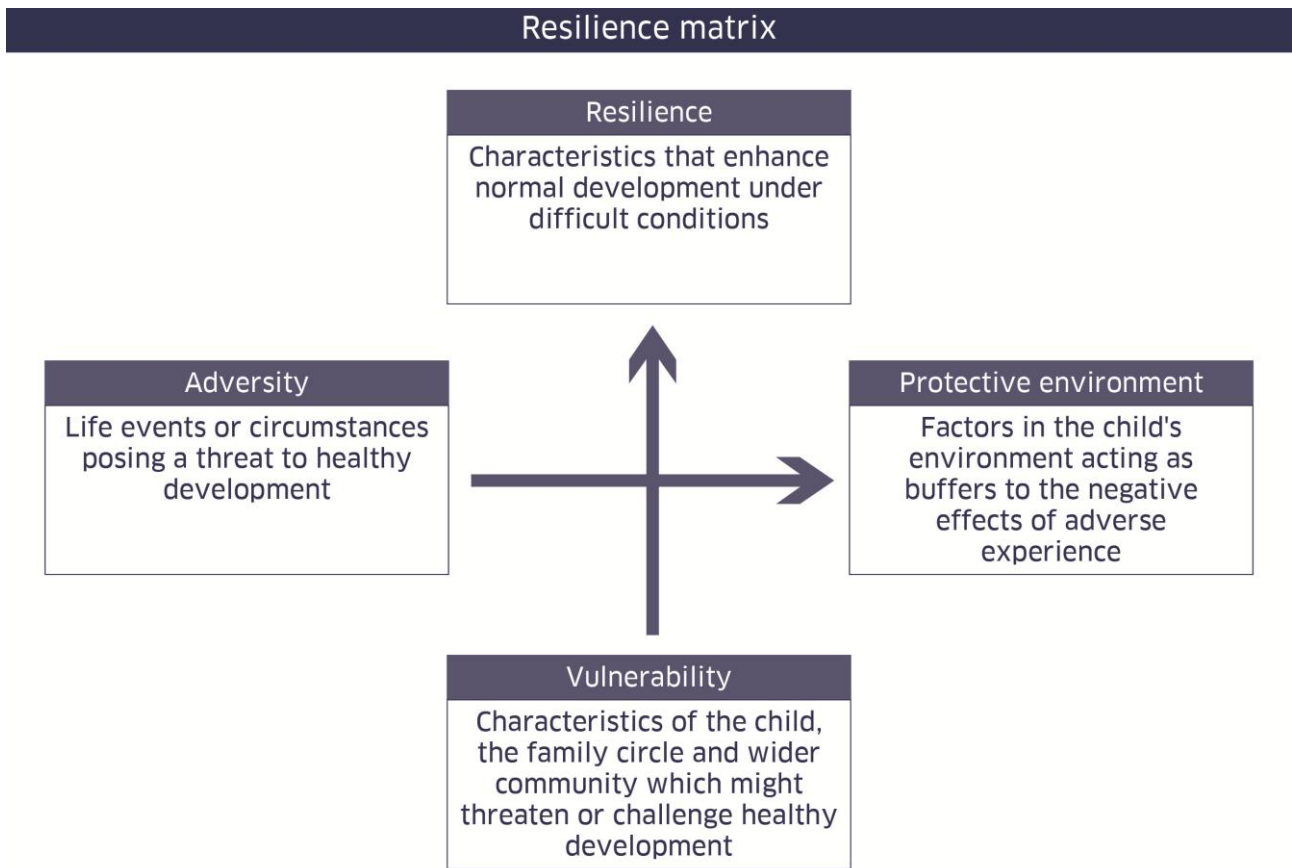 Resilience matrix
Resilience
Characteristics that enhance
normal development under
difficult conditions
Adversity
Life events or circumstances
posing a threat to healthy
development
Protective environment
Factors in the child's
environment acting as
buffers to the negative
effects of adverse
experience
Vulnerability
Characteristics of the child,
the family circle and wider
community which might
threaten or challenge healthy
development